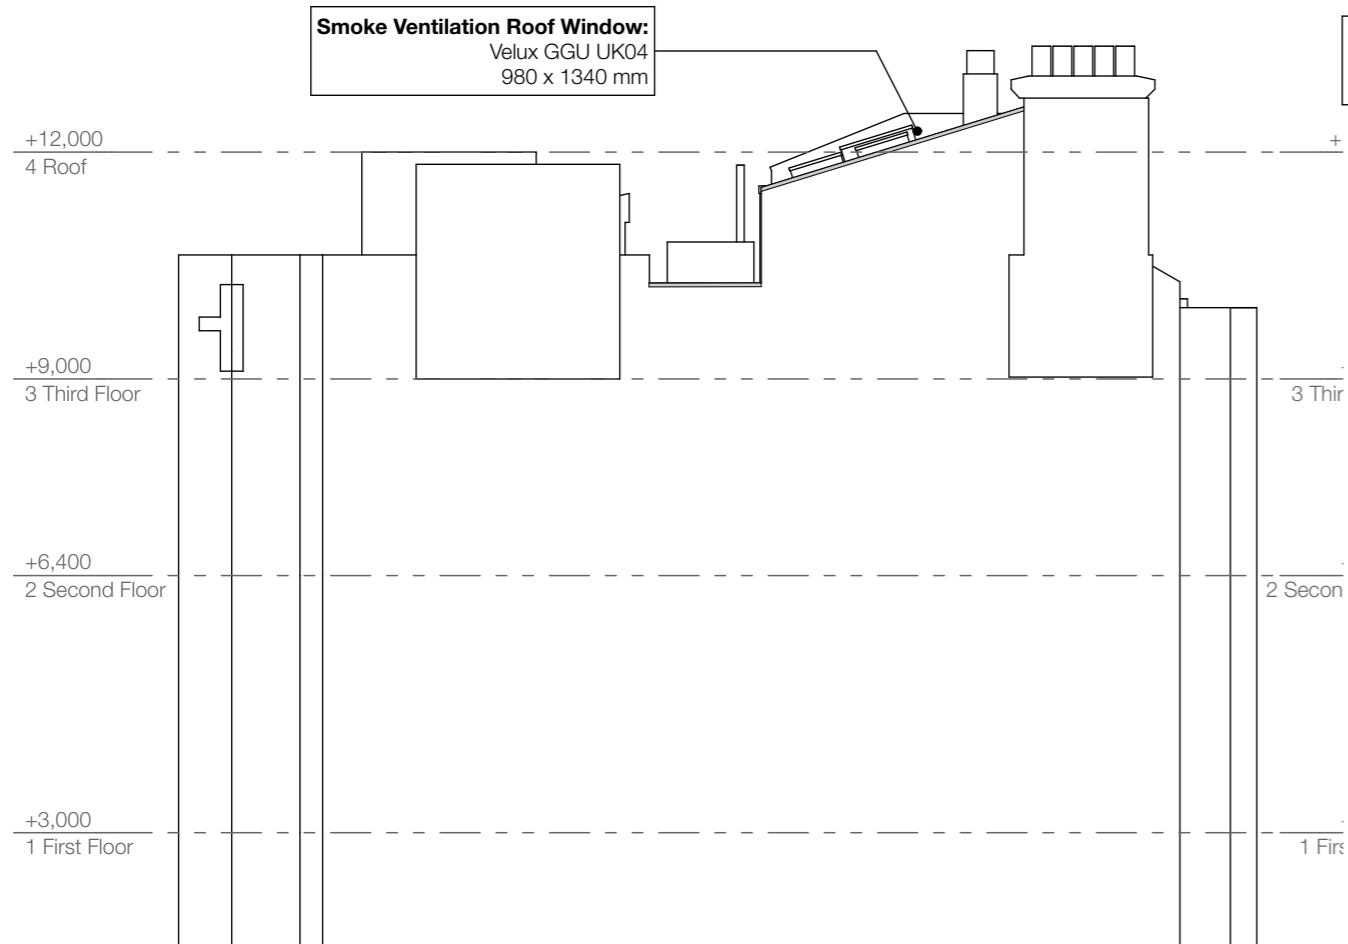 Smoke Ventilation Roof Window:
Velux GGU UK04
980 x 1340 mm
+12,000
4 Roof
+
+9,000
3 Third Floor
3 Thir
+6,400
2 Second Floor
2 Secon
+3,000
1 First Floor
1 Firs